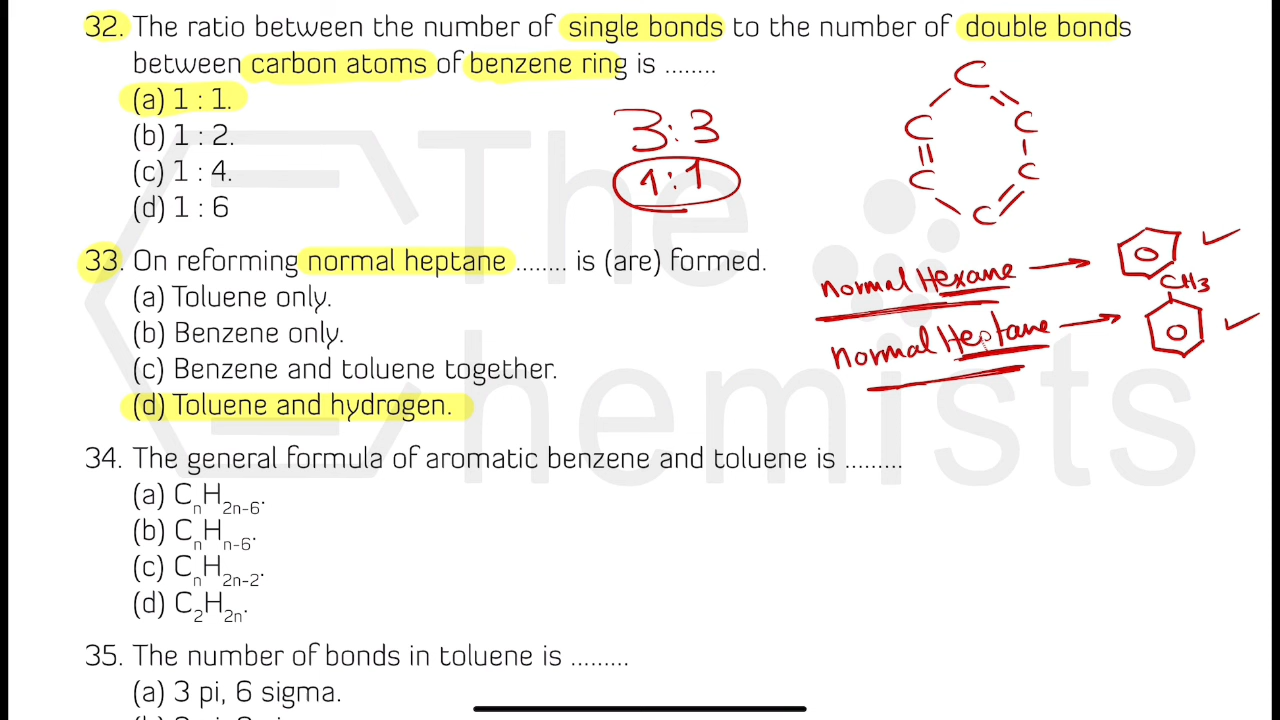 32. The ratio between the number of single bonds to the number of double bonds
between carbon atoms of benzene ring is ........
(a) 1 : 1.
(b) 1 : 2.
(c) 1 : 4.
(d) 1 : 6
3:3
1:1
C
C
C
C
C
C
33. On reforming normal heptane ........ is (are) formed.
(a) Toluene only.
(b) Benzene only.
(c) Benzene and toluene together.
(d) Toluene and hydrogen.
normal Hexane
CH3
normal Heptane
34. The general formula of aromatic benzene and toluene is .........
(a) CnH2n-6.
(b) CnHn-6.
(c) CnH2n-2.
(d) C2H2n.
35. The number of bonds in toluene is .........
(a) 3 pi, 6 sigma.
The
Chemists